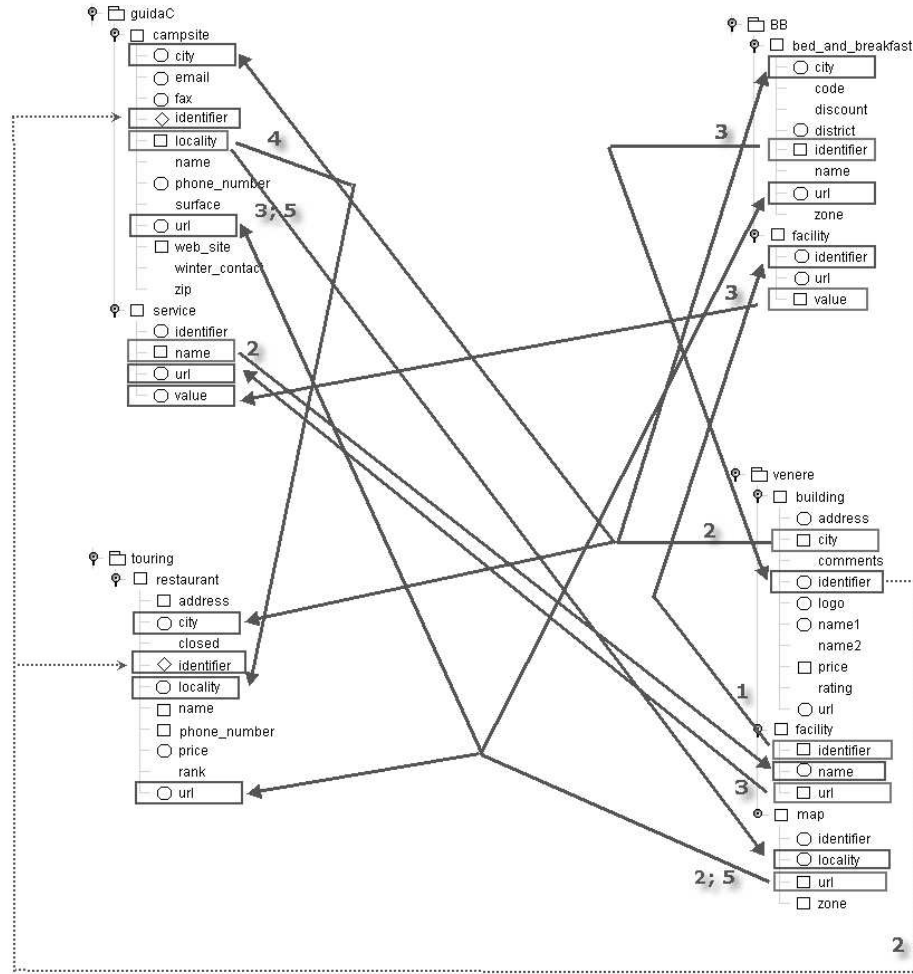 guidaC
campsite
city
email
fax
identifier
locality
name
phone_number
surface
url
web_site
winter_contact
zip
service
identifier
name
url
value
4
3; 5
2
BB
bed_and_breakfast
city
code
discount
district
identifier
name
url
zone
facility
identifier
url
value
3
3
touring
restaurant
address
city
closed
identifier
locality
name
phone_number
price
rank
url
venere
building
address
city
comments
identifier
logo
name1
name2
price
rating
url
facility
identifier
name
url
map
identifier
locality
url
zone
2
1
3
2; 5
2